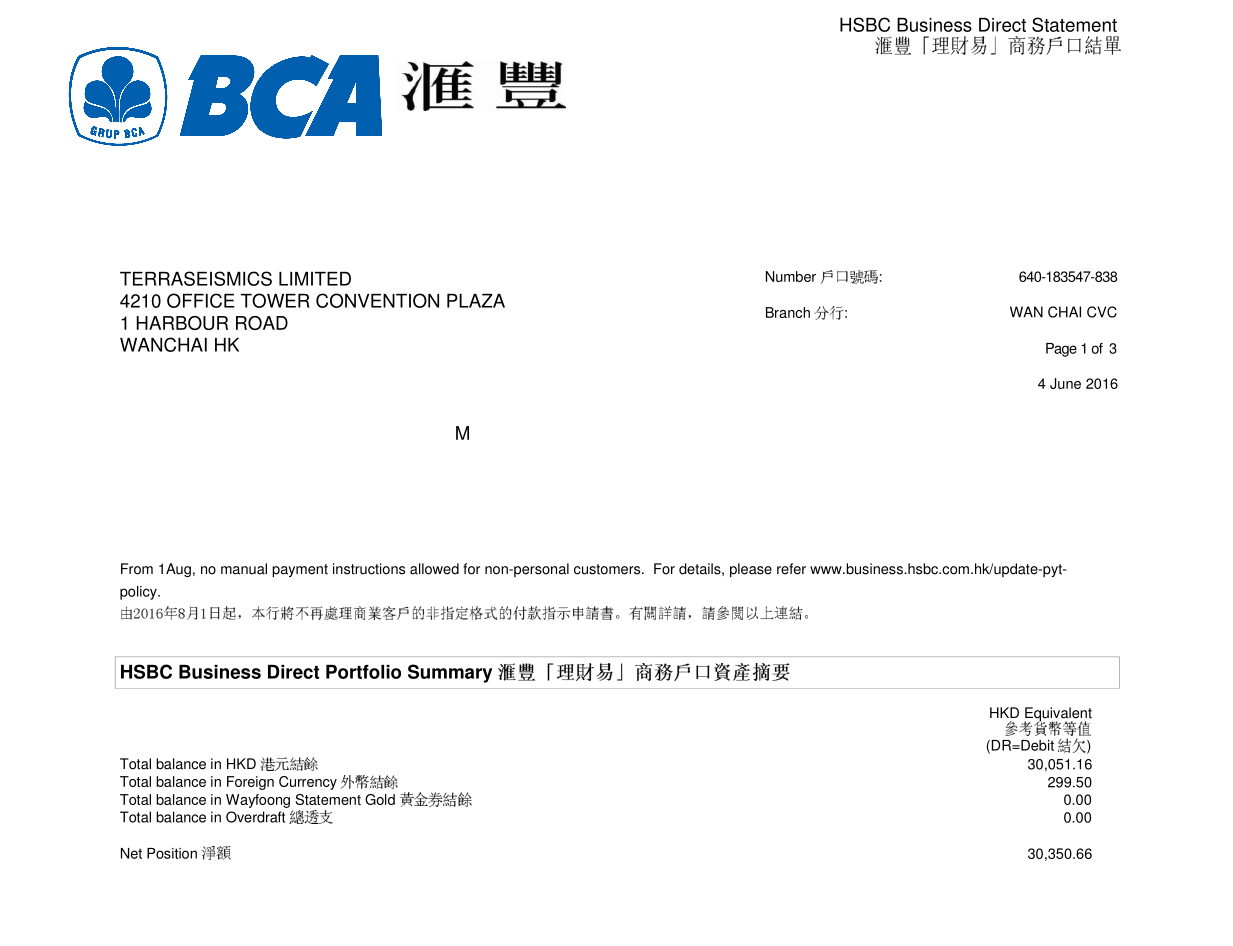 HSBC Business Direct Statement
滙豐「理財易」商務戶口結單
GRUP BCA
BCA 滙豐
TERRASEISMICS LIMITED
4210 OFFICE TOWER CONVENTION PLAZA
1 HARBOUR ROAD
WANCHAI HK
Number 戶口號碼: 640-183547-838
Branch 分行: WAN CHAI CVC
Page 1 of 3
4 June 2016
M
From 1Aug, no manual payment instructions allowed for non-personal customers. For details, please refer www.business.hsbc.com.hk/update-pyt-
policy.
由2016年8月1日起，本行將不再處理商業客戶的非指定格式的付款指示申請書。有關詳請，請參閱以上連結。
HSBC Business Direct Portfolio Summary 滙豐「理財易」商務戶口資產摘要
HKD Equivalent
參考貨幣等值
(DR=Debit 結欠)
Total balance in HKD 港元結餘 30,051.16
Total balance in Foreign Currency 外幣結餘 299.50
Total balance in Wayfoong Statement Gold 黃金券結餘 0.00
Total balance in Overdraft 總透支 0.00
Net Position 淨額 30,350.66